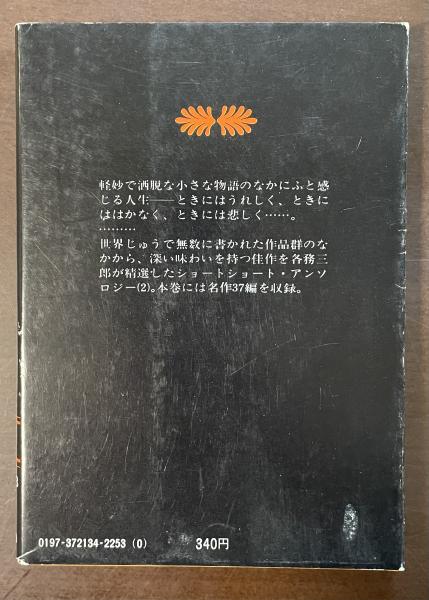 軽妙で洒脱な小さな物語のなかにふと感
じる人生――ときにはうれしく、ときに
ははかなく、ときには悲しく……。
………
世界じゅうで無数に書かれた作品群のな
かから、深い味わいを持つ佳作を各務三
郎が精選したショートショート・アンソ
ロジー(2)。本巻には名作37編を収録。
0197-372134-2253 (0)
340円